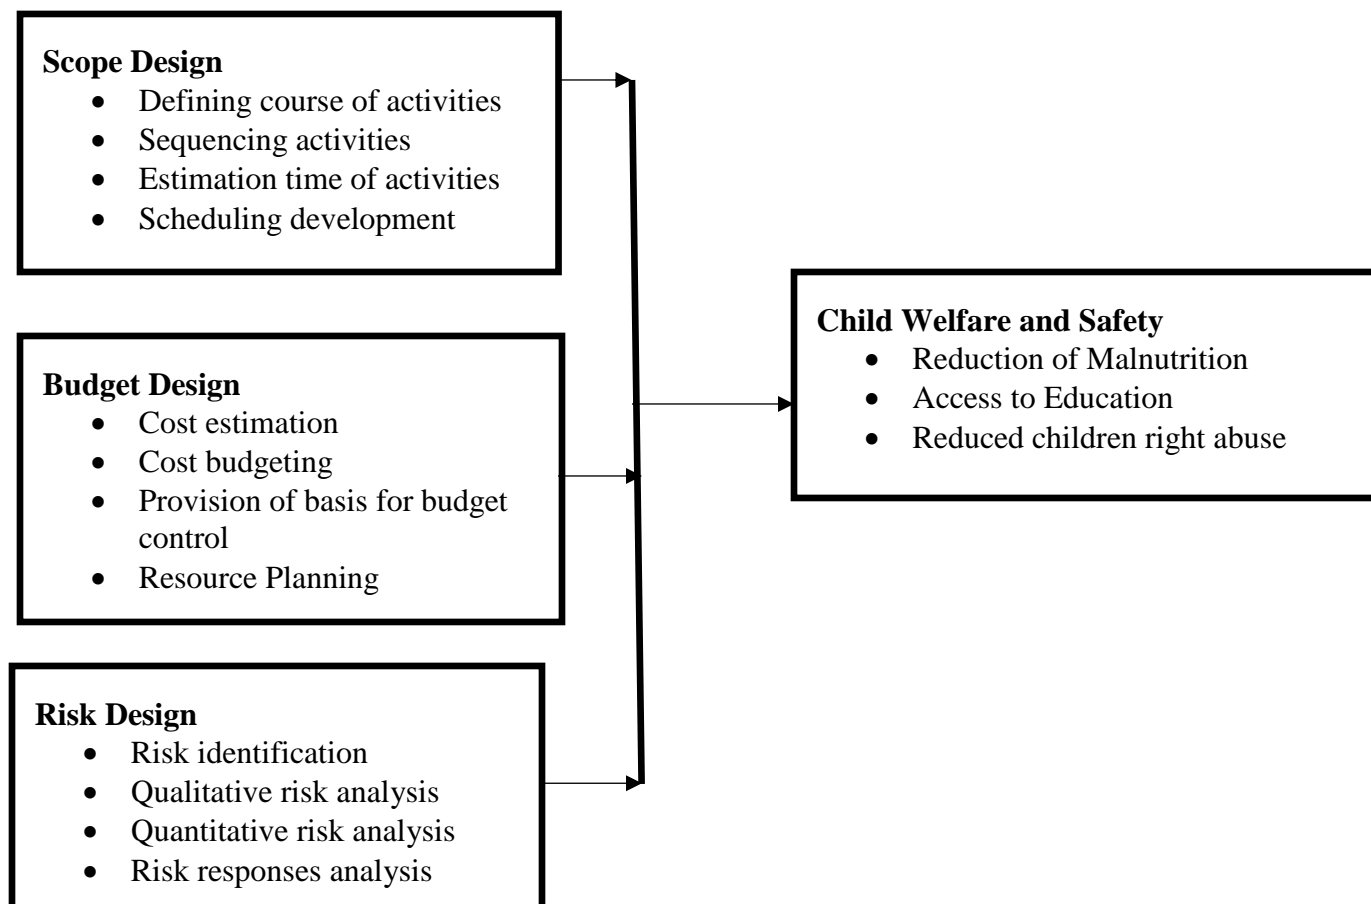 Scope Design
• Defining course of activities
• Sequencing activities
• Estimation time of activities
• Scheduling development
Budget Design
• Cost estimation
• Cost budgeting
• Provision of basis for budget
control
• Resource Planning
Risk Design
• Risk identification
• Qualitative risk analysis
• Quantitative risk analysis
• Risk responses analysis
Child Welfare and Safety
• Reduction of Malnutrition
• Access to Education
• Reduced children right abuse